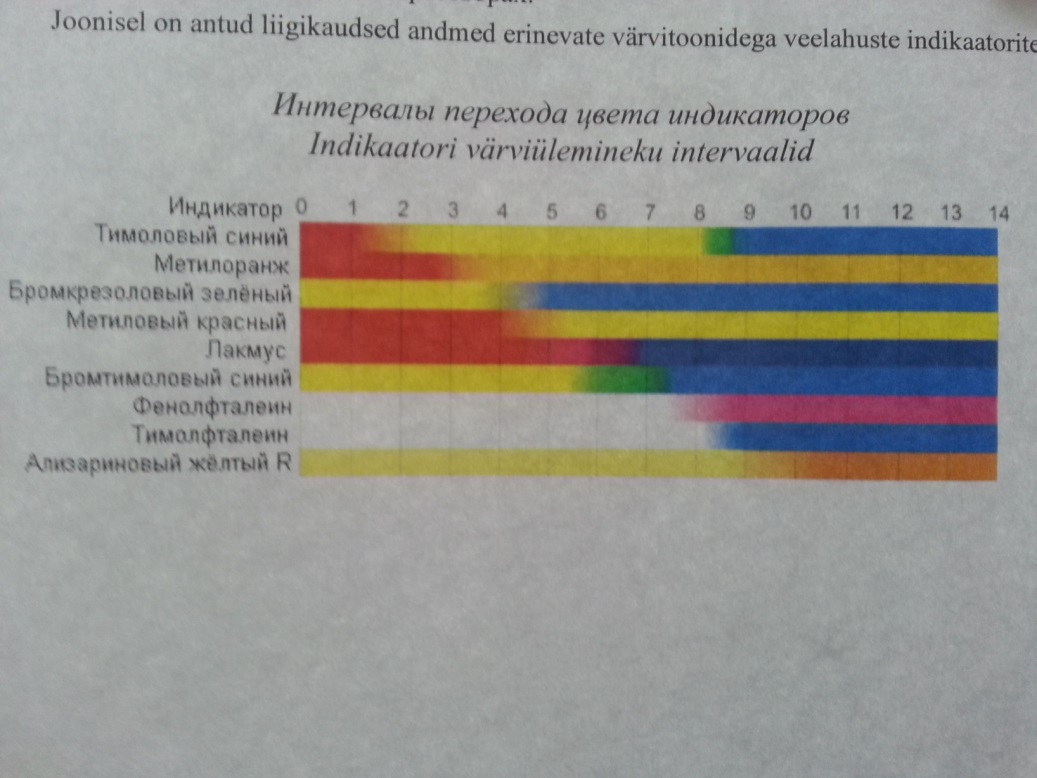 Joonisel on antud liigikaudsed andmed erinevate värvitoonidega veelahuste indikaatorite
Интервалы перехода цвета индикаторов
Indikaatori värviülemineku intervaalid
Индикатор 0 1 2 3 4 5 6 7 8 9 10 11 12 13 14
Тимоловый синий
Метилоранж
Бромкрезоловый зелёный
Метиловый красный
Лакмус
Бромтимоловый синий
Фенолфталеин
Тимолфталеин
Ализариновый жёлтый R